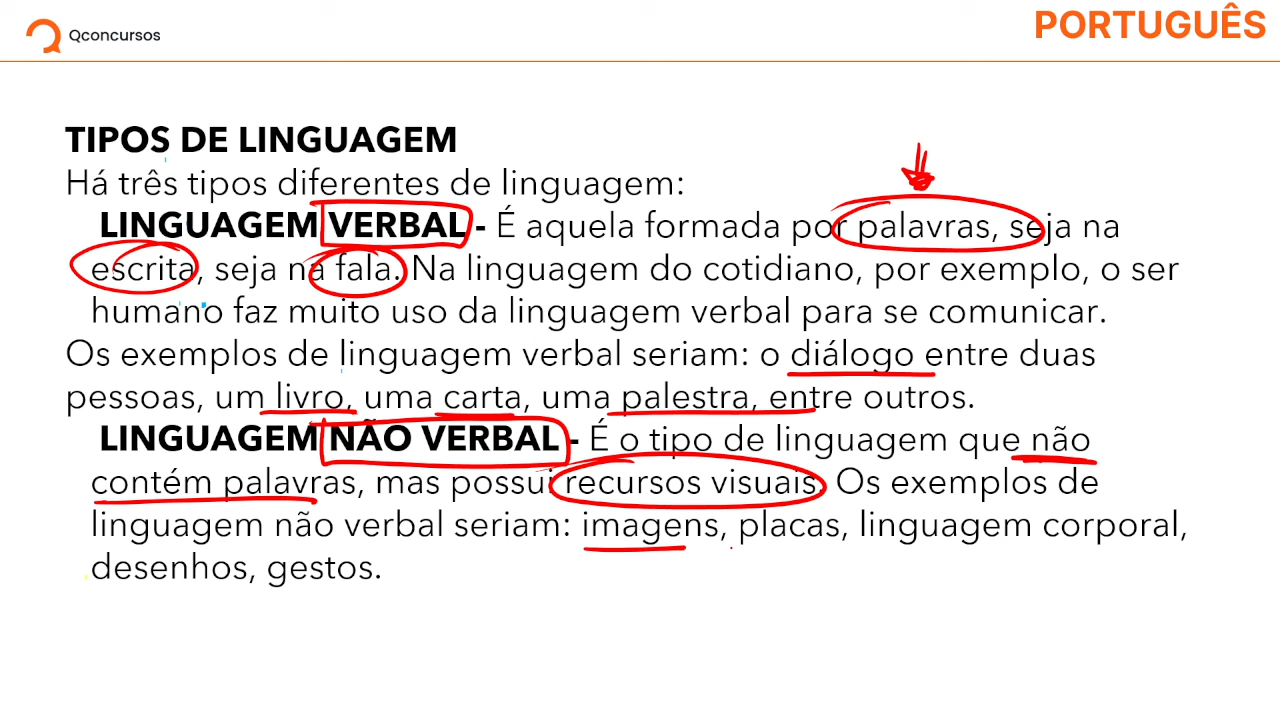 Qconcursos
PORTUGUÊS
TIPOS DE LINGUAGEM
Há três tipos diferentes de linguagem:
LINGUAGEM VERBAL - É aquela formada por palavras, seja na
escrita, seja na fala. Na linguagem do cotidiano, por exemplo, o ser
humano faz muito uso da linguagem verbal para se comunicar.
Os exemplos de linguagem verbal seriam: o diálogo entre duas
pessoas, um livro, uma carta, uma palestra, entre outros.
LINGUAGEM NÃO VERBAL - É o tipo de linguagem que não
contém palavras, mas possui recursos visuais. Os exemplos de
linguagem não verbal seriam: imagens, placas, linguagem corporal,
desenhos, gestos.